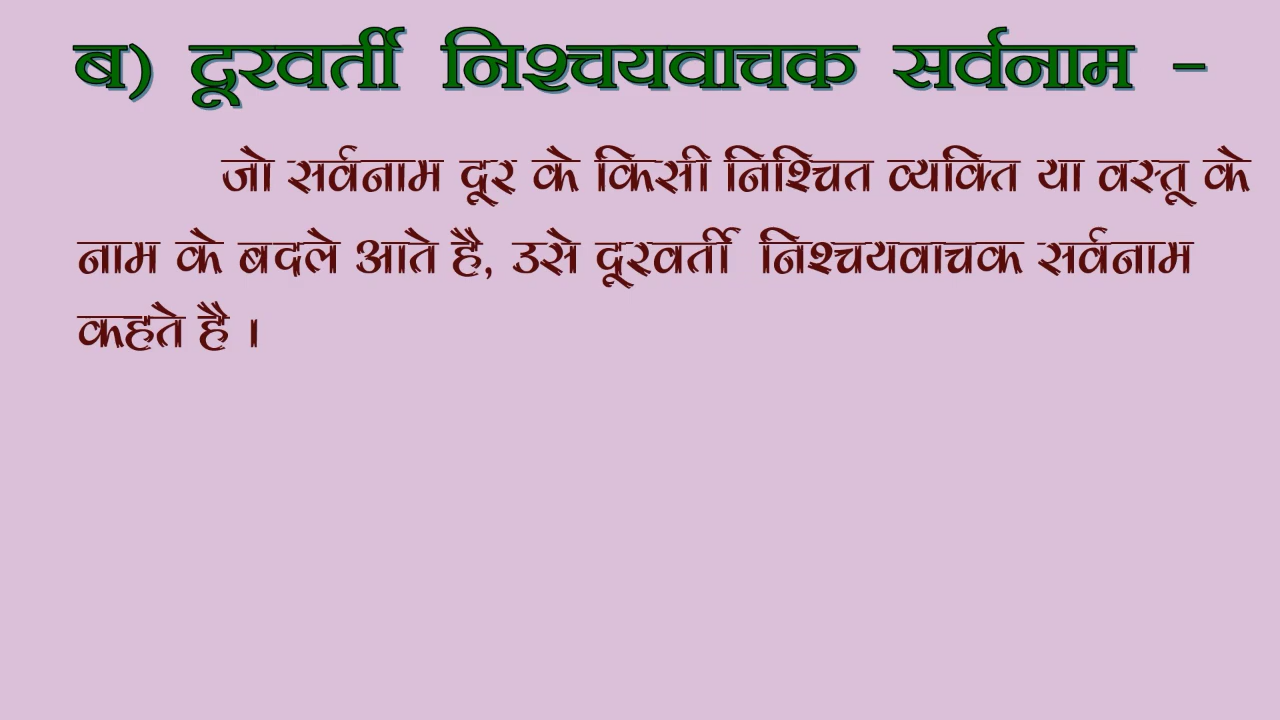 ब) दूरवर्ती निश्चयवाचक सर्वनाम -
जो सर्वनाम दूर के किसी निश्चित व्यक्ति या वस्तू के
नाम के बदले आते है, उसे दूरवर्ती निश्चयवाचक सर्वनाम
कहते है ।